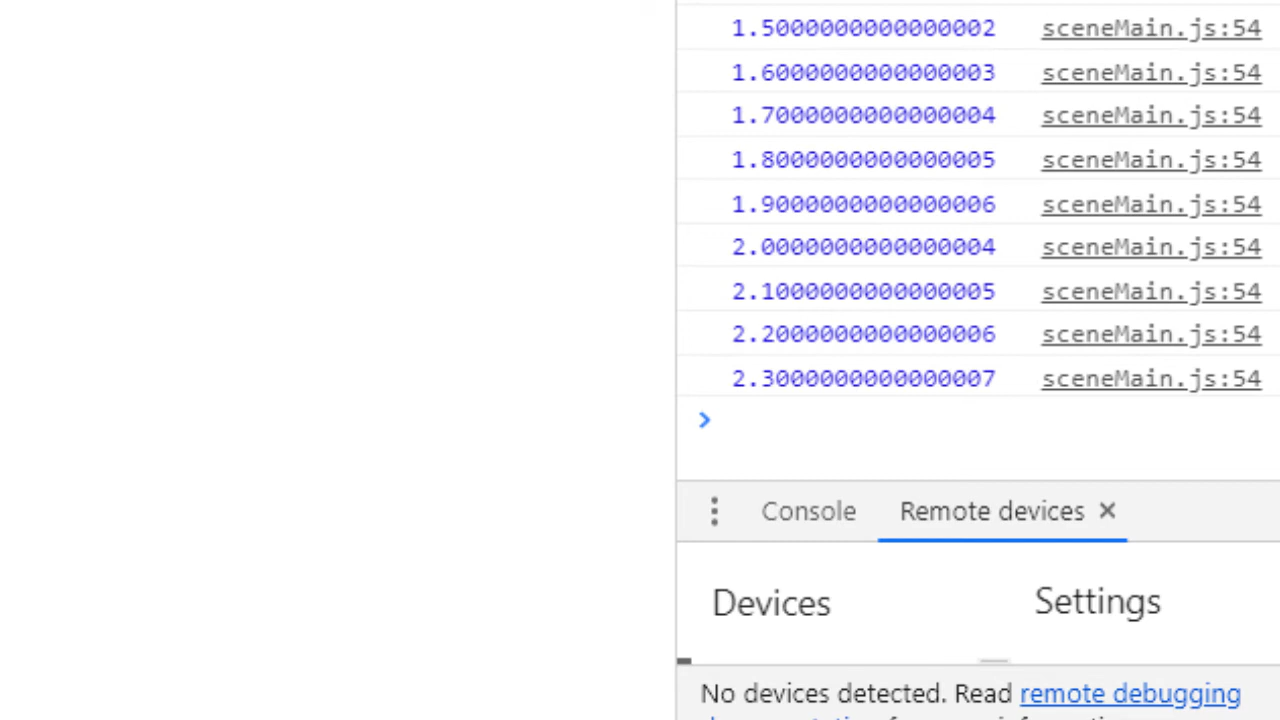 1.5000000000000002 sceneMain.js:54
1.6000000000000003 sceneMain.js:54
1.7000000000000004 sceneMain.js:54
1.8000000000000005 sceneMain.js:54
1.9000000000000006 sceneMain.js:54
2.0000000000000004 sceneMain.js:54
2.1000000000000005 sceneMain.js:54
2.2000000000000006 sceneMain.js:54
2.3000000000000007 sceneMain.js:54
Console Remote devices
Devices Settings
No devices detected. Read remote debugging